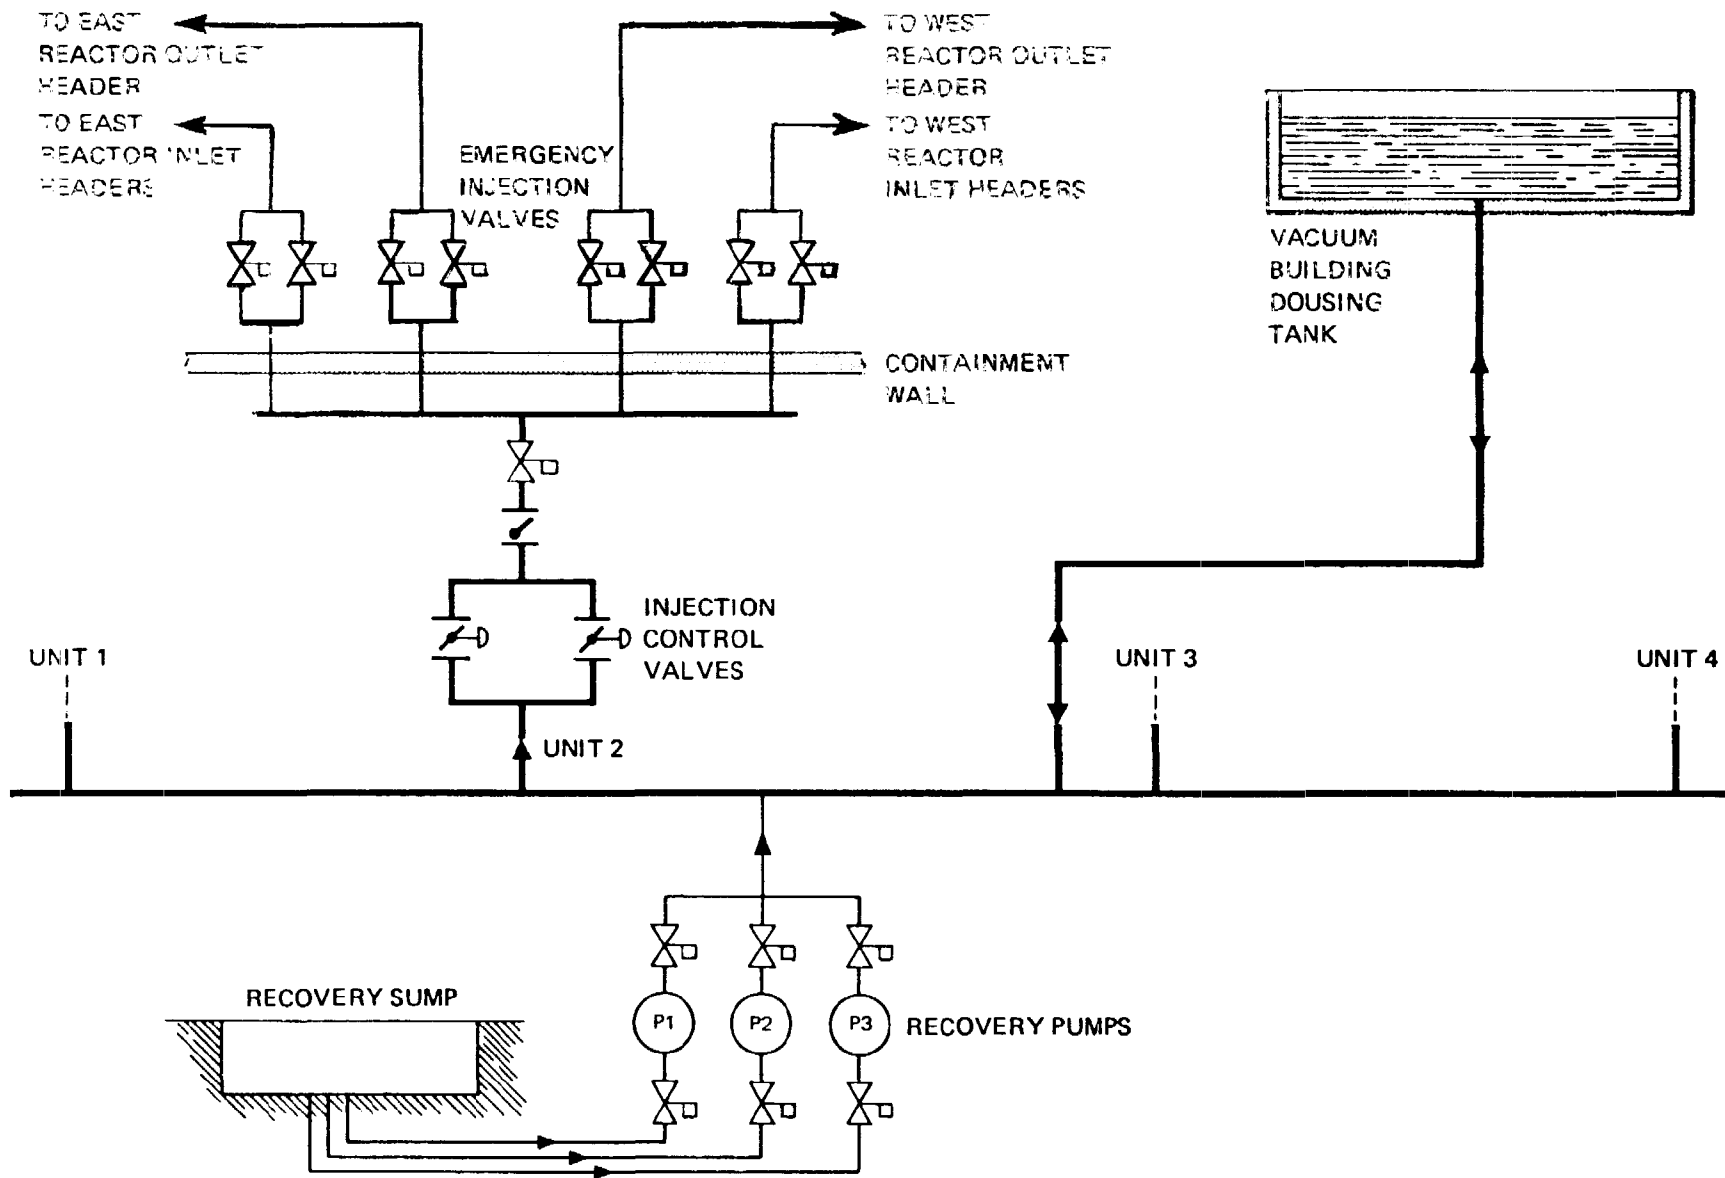 TO EAST
REACTOR OUTLET
HEADER
TO EAST
REACTOR INLET
HEADERS
EMERGENCY
INJECTION
VALVES
TO WEST
REACTOR OUTLET
HEADER
TO WEST
REACTOR
INLET HEADERS
VACUUM
BUILDING
DOUSING
TANK
CONTAINMENT
WALL
INJECTION
CONTROL
VALVES
UNIT 1
UNIT 2
UNIT 3
UNIT 4
RECOVERY SUMP
P1
P2
P3
RECOVERY PUMPS